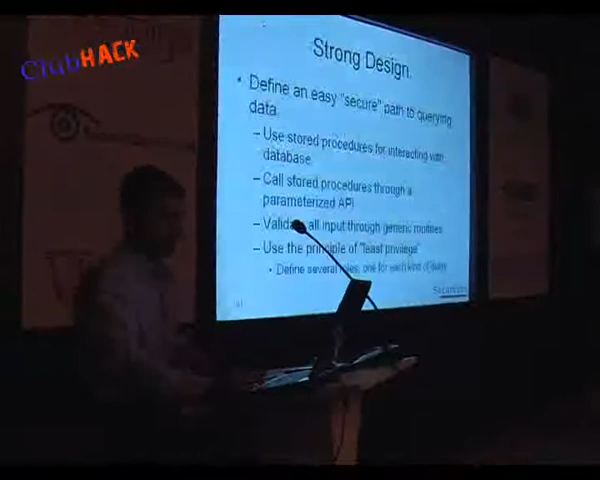 ClubHACK
Strong Design
• Define an easy "secure" path to querying
data
– Use stored procedures for interacting with
database
– Call stored procedures through a
parameterized API
– Validate all input through generic routines
– Use the principle of "least privilege"
• Define several roles, one for each kind of query